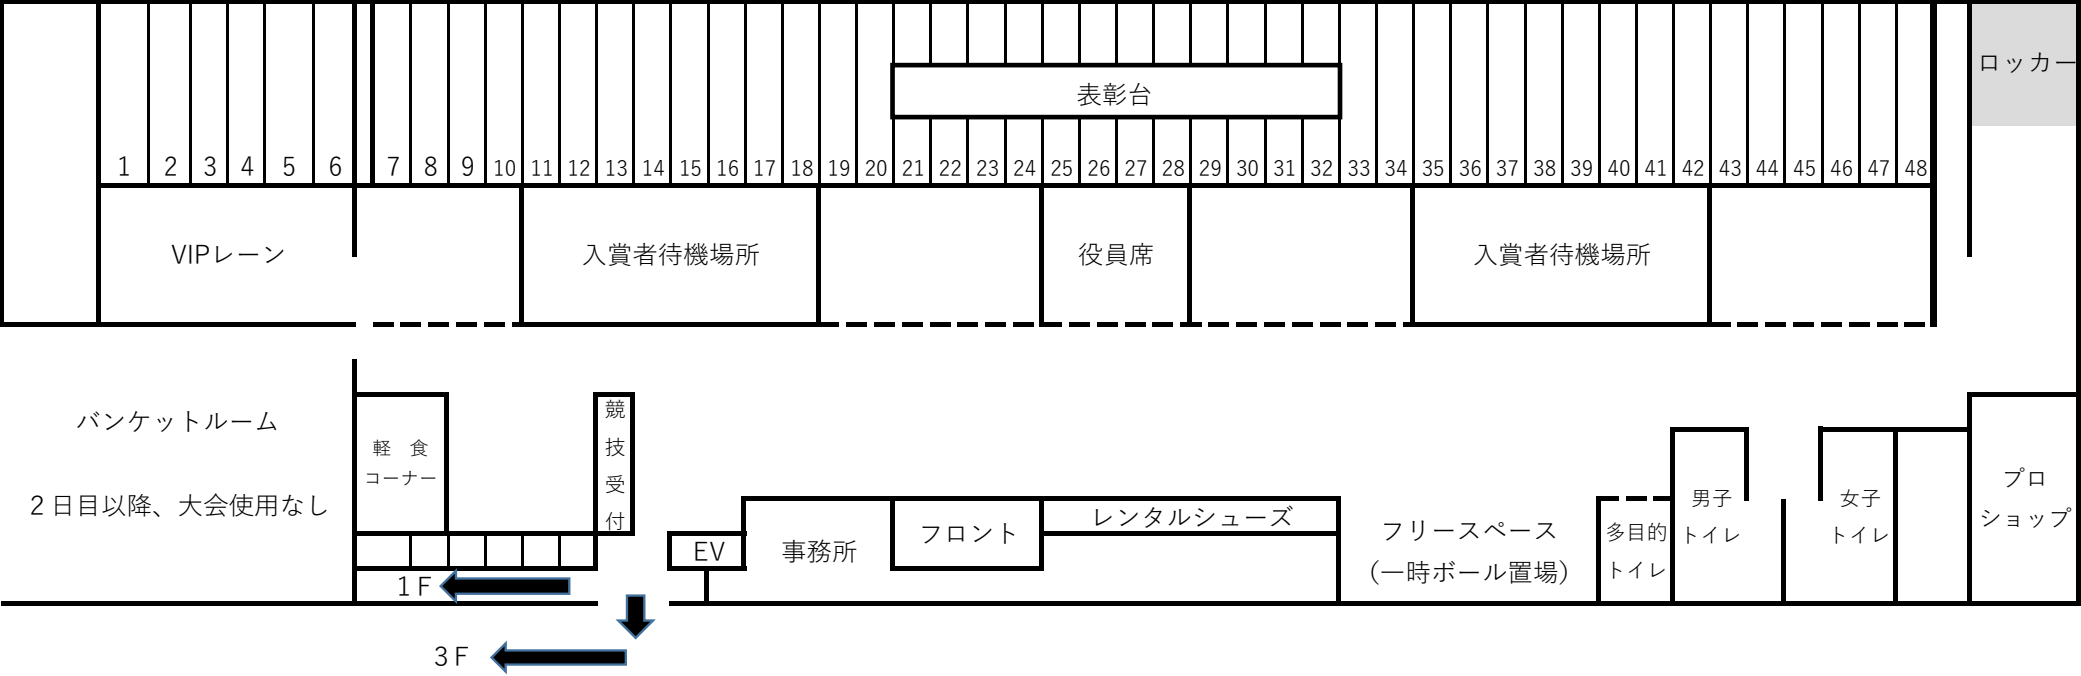 ロッカー
表彰台
1 2 3 4 5 6 7 8 9 10 11 12 13 14 15 16 17 18 19 20 21 22 23 24 25 26 27 28 29 30 31 32 33 34 35 36 37 38 39 40 41 42 43 44 45 46 47 48
VIPレーン
入賞者待機場所
役員席
入賞者待機場所
バンケットルーム
2日目以降、大会使用なし
軽 食
コーナー
競技受付
EV
事務所
フロント
レンタルシューズ
フリースペース
(一時ボール置場)
多目的
トイレ
男子
トイレ
女子
トイレ
プロ
ショップ
1F
3F